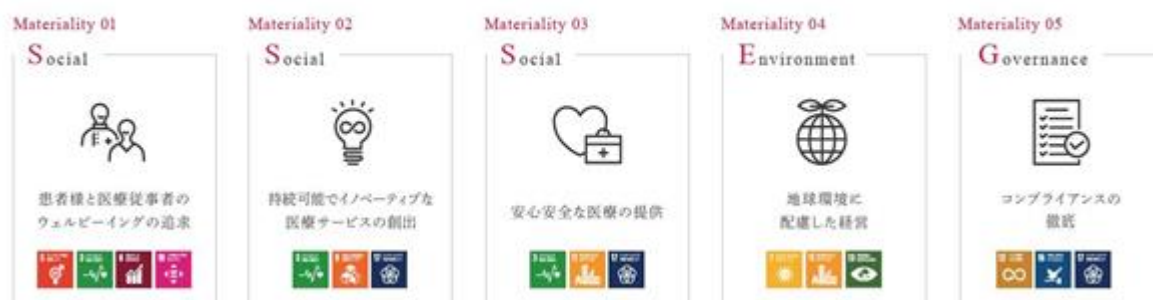 Materiality 01
Social
患者様と医療従事者の
ウェルビーイングの追求
Materiality 02
Social
持続可能でイノベーティブな
医療サービスの創出
Materiality 03
Social
安心安全な医療の提供
Materiality 04
Environment
地球環境に
配慮した経営
Materiality 05
Governance
コンプライアンスの
徹底